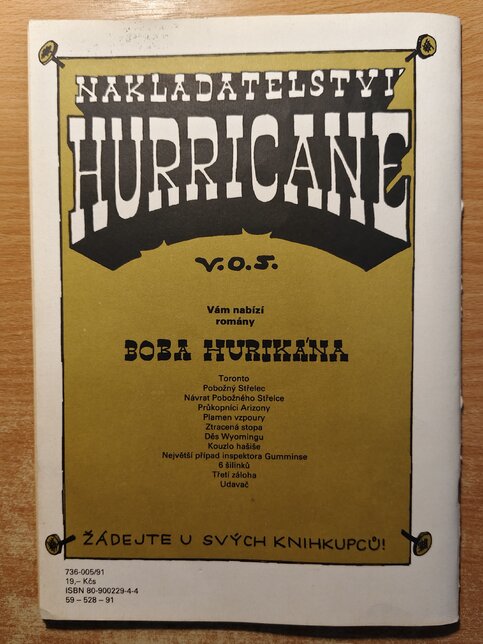 NAKLADATELSTVÍ
HURRICANE
V.O.S.
Vám nabízí
romány
BOBA HURIKÁNA
Toronto
Pobožný Střelec
Návrat Pobožného Střelce
Průkopníci Arizony
Plamen vzpoury
Ztracená stopa
Děs Wyomingu
Kouzlo hašiše
Největší případ inspektora Gumminse
6 šilinků
Třetí záloha
Udavač
ŽÁDEJTE U SVÝCH KNIHKUPCŮ!
736-005/91
19,– Kčs
ISBN 80-900229-4-4
59 – 528 – 91